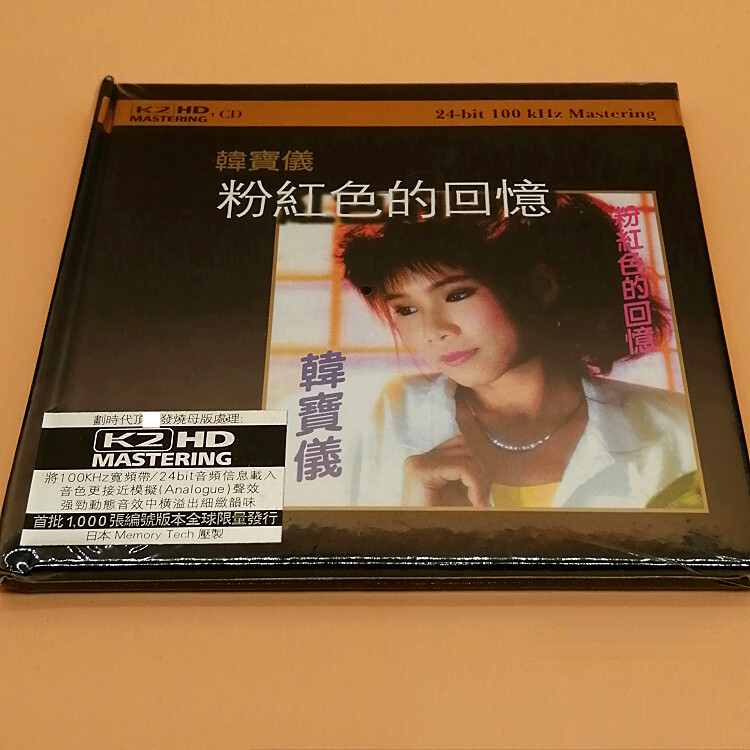 K2 HD MASTERING · CD
24-bit 100 kHz Mastering
韓寶儀
粉紅色的回憶
粉紅色的回憶
韓寶儀
劃時代頂 發燒母版處理:
K2 HD
MASTERING
將100KHz寬頻帶/24bit音頻信息載入
音色更接近模擬(Analogue)聲效
强勁動態音效中橫溢出細緻韻味
首批1,000張編號版本全球限量發行
日本 Memory Tech 壓製